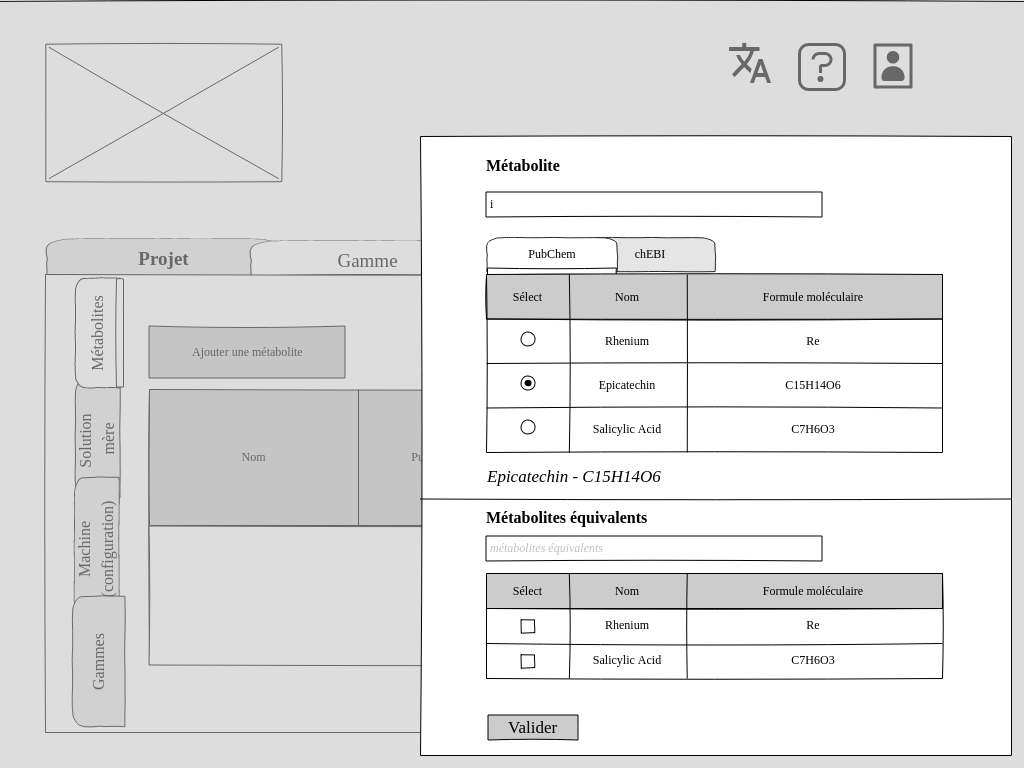 Projet
Gamme
Métabolites
Solution
mère
Machine
(configuration)
Gammes
Ajouter une métabolite
Nom
Métabolite
i
PubChem chEBI
Sélect Nom Formule moléculaire
Rhenium Re
Epicatechin C15H14O6
Salicylic Acid C7H6O3
Epicatechin - C15H14O6
Métabolites équivalents
métabolites équivalents
Sélect Nom Formule moléculaire
Rhenium Re
Salicylic Acid C7H6O3
Valider